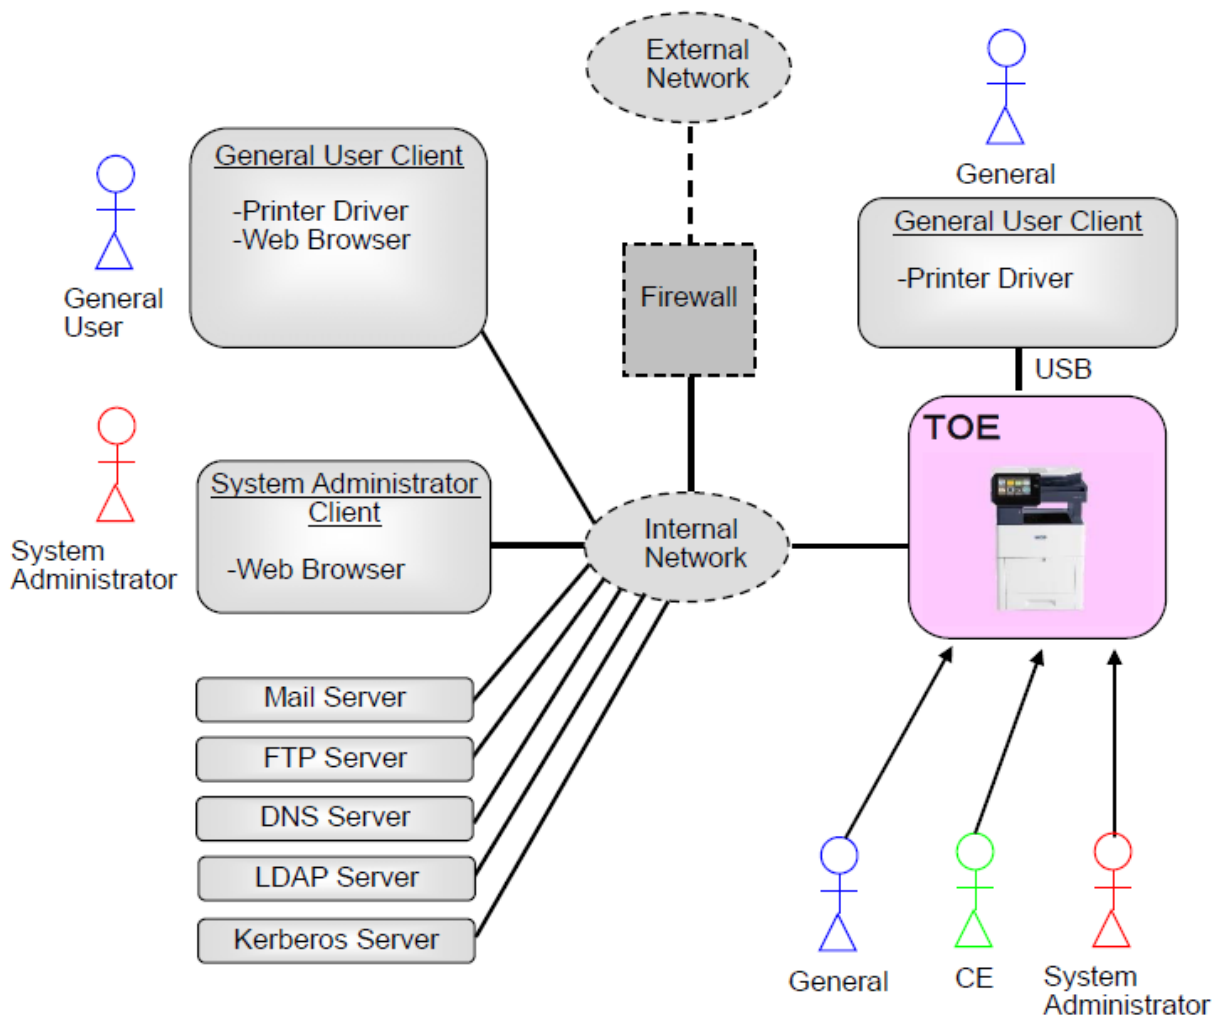 External
Network
General
General User Client
-Printer Driver
-Web Browser
General User Client
-Printer Driver
Firewall
General
User
USB
TOE
System Administrator
Client
-Web Browser
Internal
Network
System
Administrator
Mail Server
FTP Server
DNS Server
LDAP Server
Kerberos Server
General
CE
System
Administrator